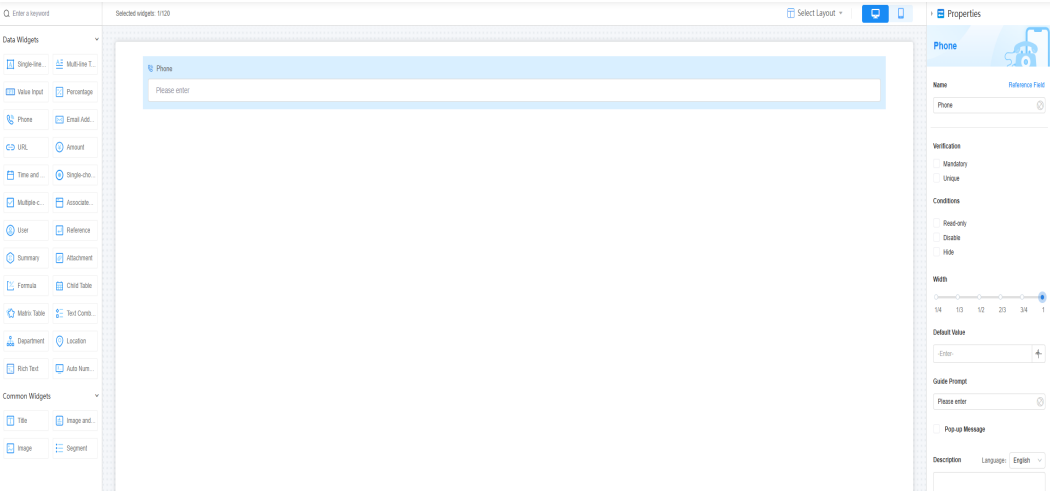 Enter a keyword
Selected widgets: 1/120
Select Layout
Properties
Data Widgets
Single-line...
Multi-line T...
Value Input
Percentage
Phone
Email Add...
URL
Amount
Time and ...
Single-cho...
Multiple-c...
Associate...
User
Reference
Summary
Attachment
Formula
Child Table
Matrix Table
Text Comb...
Department
Location
Rich Text
Auto Num...
Common Widgets
Title
Image and...
Image
Segment
Phone
Please enter
Phone
Name
Reference Field
Phone
Verification
Mandatory
Unique
Conditions
Read-only
Disable
Hide
Width
1/4 1/3 1/2 2/3 3/4 1
Default Value
-Enter-
Guide Prompt
Please enter
Pop-up Message
Description
Language:
English